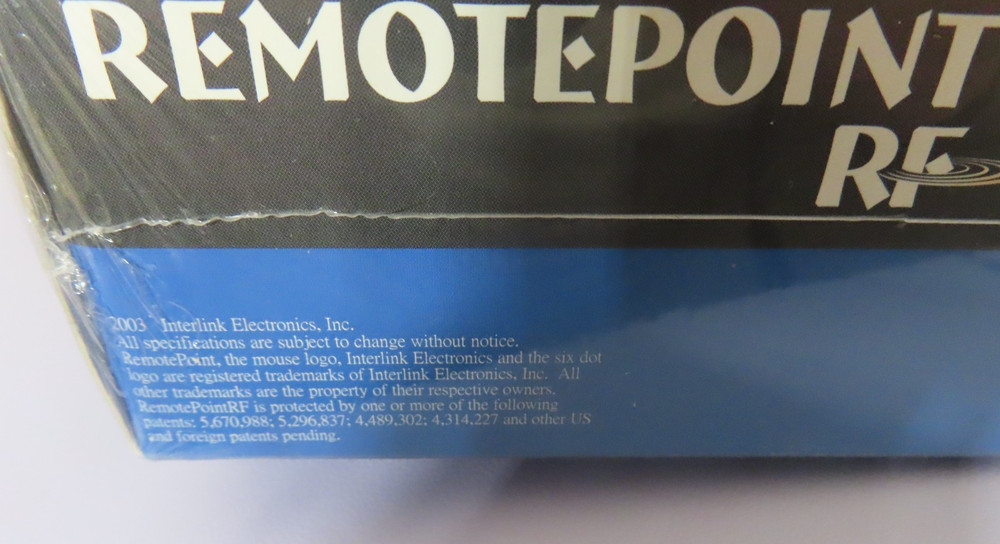 REMOTEPOINT
RF
2003 Interlink Electronics, Inc.
All specifications are subject to change without notice.
RemotePoint, the mouse logo, Interlink Electronics and the six dot
logo are registered trademarks of Interlink Electronics, Inc. All
other trademarks are the property of their respective owners.
RemotePointRF is protected by one or more of the following
patents: 5,670,988; 5,296,837; 4,489,302; 4,314,227 and other US
and foreign patents pending.